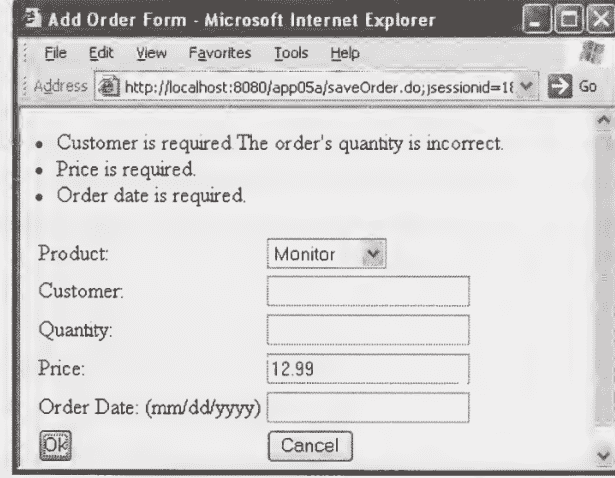 Add Order Form - Microsoft Internet Explorer
File Edit View Favorites Tools Help
Address http://localhost:8080/app05a/saveOrder.do;jsessionid=18 Go
• Customer is required The order's quantity is incorrect.
• Price is required.
• Order date is required.
Product: Monitor
Customer:
Quantity:
Price: 12.99
Order Date: (mm/dd/yyyy)
Ok Cancel